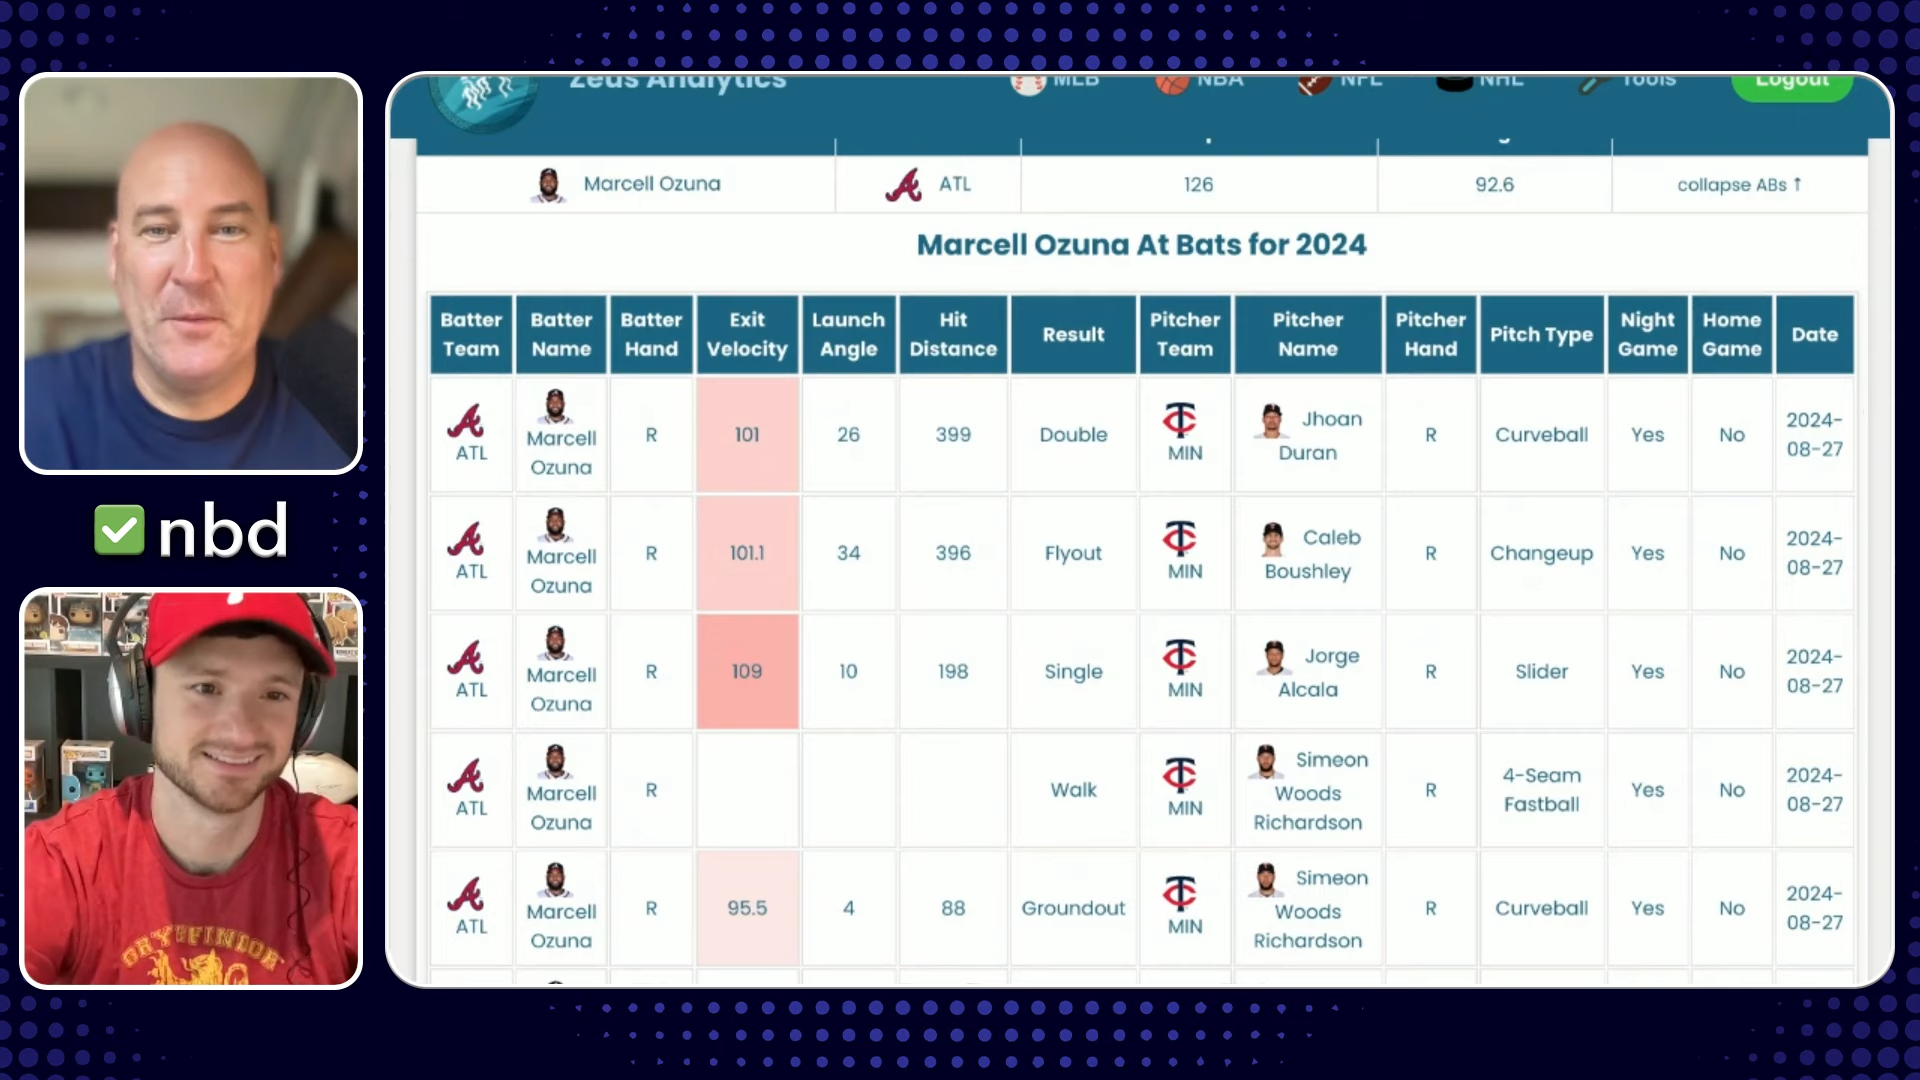 Zeus Analytics
MLB
NBA
NFL
NHL
Tools
Logout
Marcell Ozuna
ATL
126
92.6
collapse ABs ↑
Marcell Ozuna At Bats for 2024
Batter Team
Batter Name
Batter Hand
Exit Velocity
Launch Angle
Hit Distance
Result
Pitcher Team
Pitcher Name
Pitcher Hand
Pitch Type
Night Game
Home Game
Date
ATL
Marcell Ozuna
R
101
26
399
Double
MIN
Jhoan Duran
R
Curveball
Yes
No
2024-08-27
ATL
Marcell Ozuna
R
101.1
34
396
Flyout
MIN
Caleb Boushley
R
Changeup
Yes
No
2024-08-27
ATL
Marcell Ozuna
R
109
10
198
Single
MIN
Jorge Alcala
R
Slider
Yes
No
2024-08-27
ATL
Marcell Ozuna
R
Walk
MIN
Simeon Woods Richardson
R
4-Seam Fastball
Yes
No
2024-08-27
ATL
Marcell Ozuna
R
95.5
4
88
Groundout
MIN
Simeon Woods Richardson
R
Curveball
Yes
No
2024-08-27
nbd
GRYFFINDOR